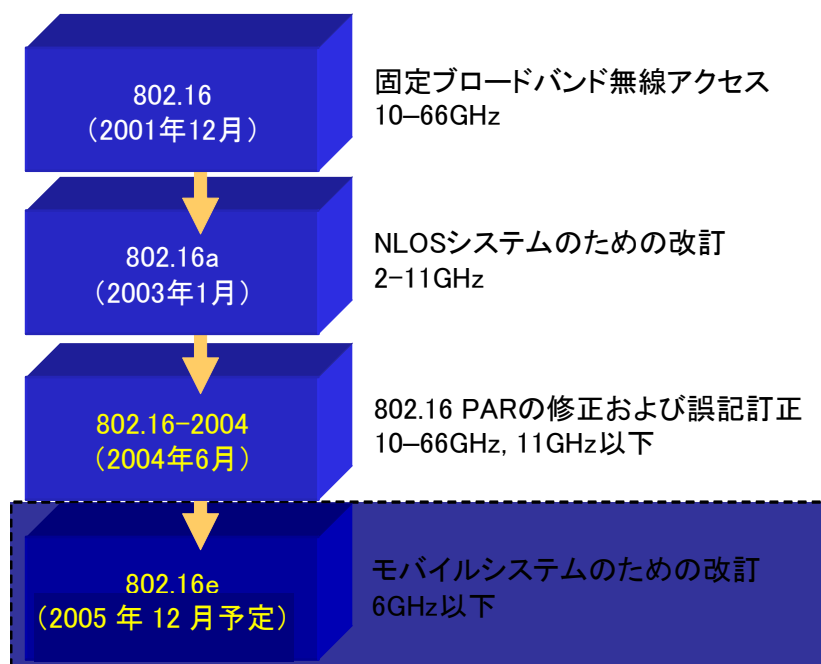 802.16
（2001年12月）
固定ブロードバンド無線アクセス
10–66GHz
802.16a
（2003年1月）
NLOSシステムのための改訂
2-11GHz
802.16-2004
（2004年6月）
802.16 PARの修正および誤記訂正
10–66GHz, 11GHz以下
802.16e
（2005 年 12 月予定）
モバイルシステムのための改訂
6GHz以下